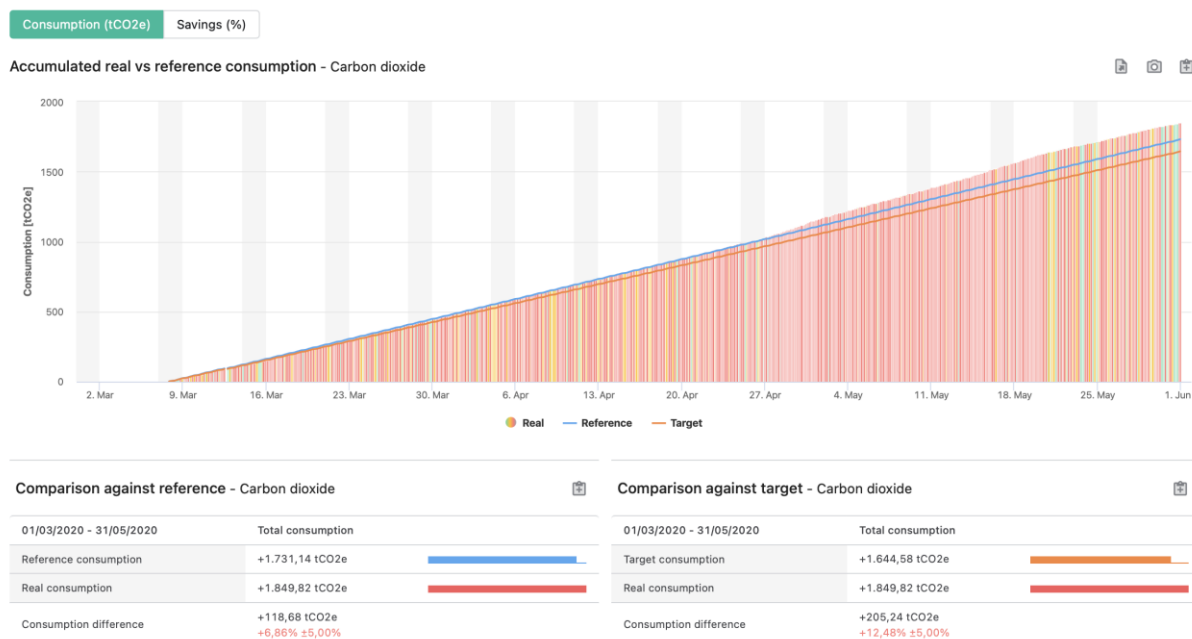 Consumption (tCO2e) Savings (%)
Accumulated real vs reference consumption - Carbon dioxide
2000
1500
1000
500
0
Consumption [tCO2e]
2. Mar 9. Mar 16. Mar 23. Mar 30. Mar 6. Apr 13. Apr 20. Apr 27. Apr 4. May 11. May 18. May 25. May 1. Jun
Real Reference Target
Comparison against reference - Carbon dioxide
01/03/2020 - 31/05/2020 Total consumption
Reference consumption +1.731,14 tCO2e
Real consumption +1.849,82 tCO2e
Consumption difference +118,68 tCO2e
+6,86% ±5,00%
Comparison against target - Carbon dioxide
01/03/2020 - 31/05/2020 Total consumption
Target consumption +1.644,58 tCO2e
Real consumption +1.849,82 tCO2e
Consumption difference +205,24 tCO2e
+12,48% ±5,00%